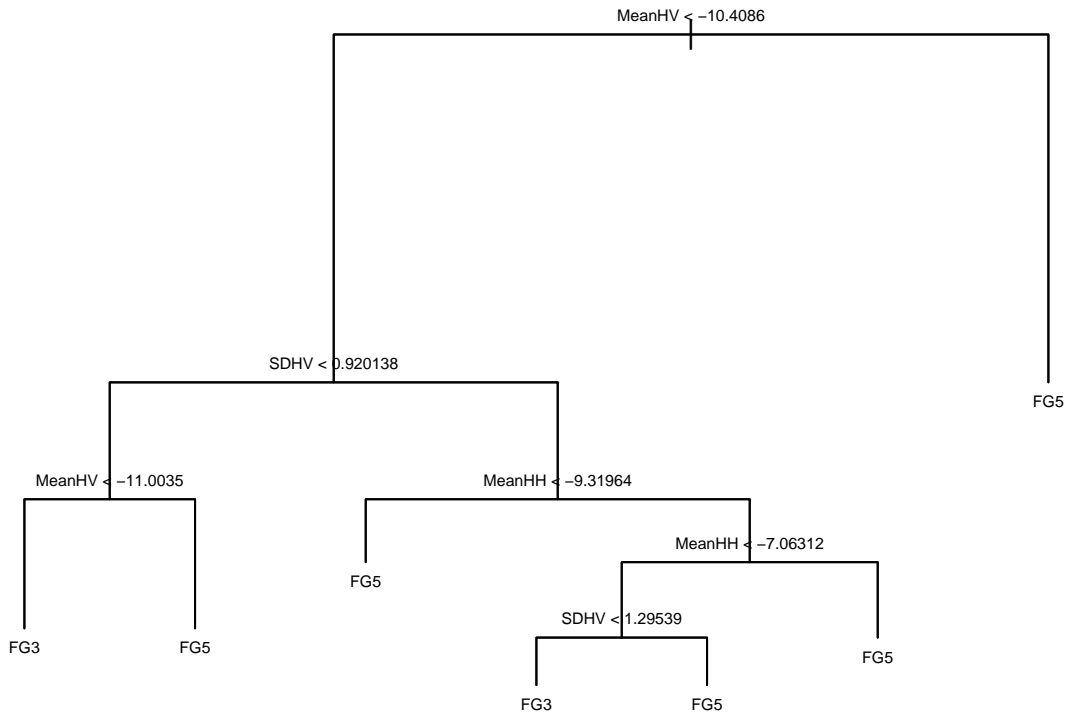 MeanHV < −10.4086
SDHV < 0.920138
FG5
MeanHV < −11.0035
MeanHH < −9.31964
MeanHH < −7.06312
FG5
SDHV < 1.29539
FG3
FG5
FG5
FG3
FG5